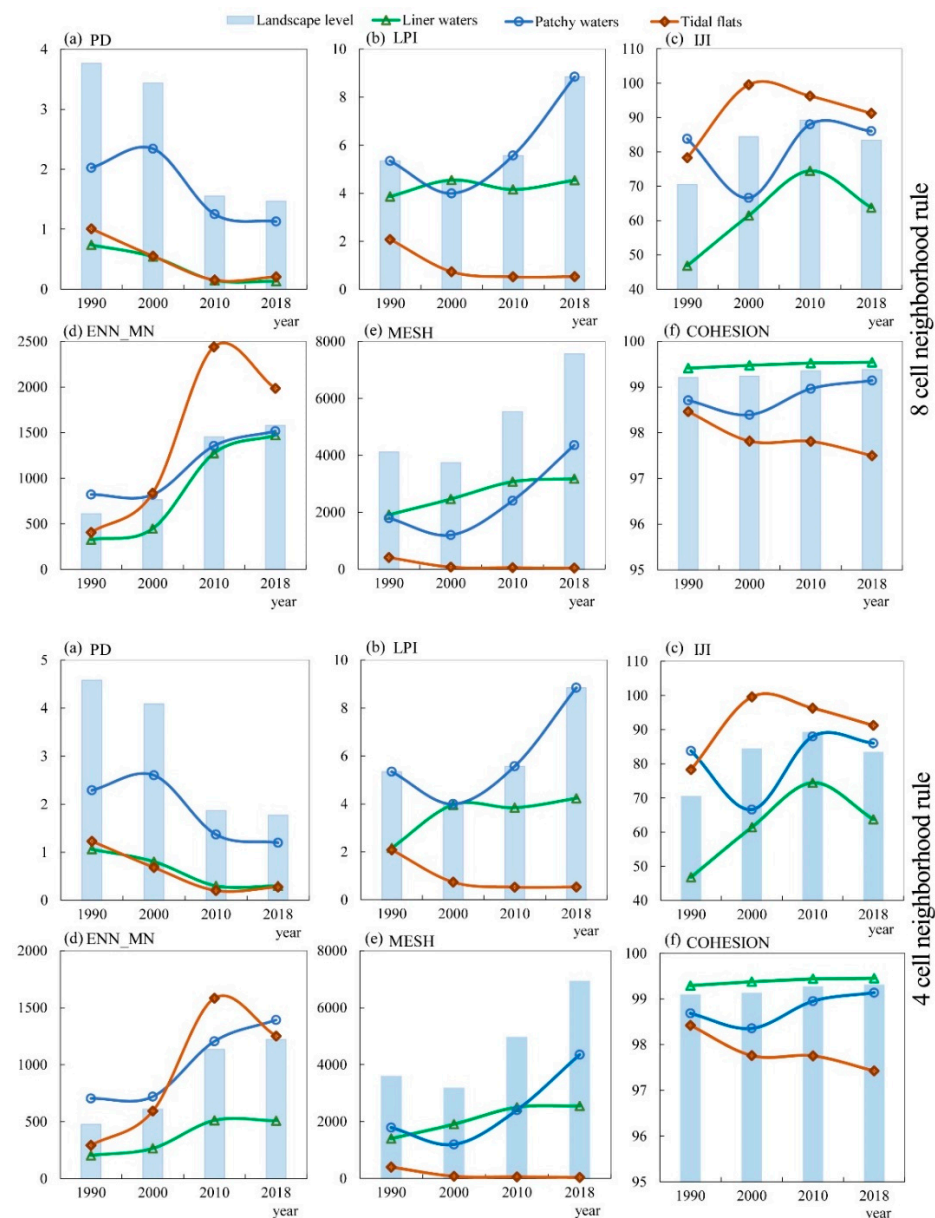 Landscape level Liner waters Patchy waters Tidal flats
(a) PD (b) LPI (c) IJI
4 10 110
3 8 100
2 6 90
1 4 80
0 2 70
0 60
50
40
1990 2000 2010 2018 1990 2000 2010 2018 1990 2000 2010 2018
year year year
(d) ENN_MN (e) MESH (f) COHESION
2500 8000 100
2000 6000 99
1500 4000 98
1000 2000 97
500 0 96
0 95
1990 2000 2010 2018 1990 2000 2010 2018 1990 2000 2010 2018
year year year
8 cell neighborhood rule
(a) PD (b) LPI (c) IJI
5 10 110
4 8 100
3 6 90
2 4 80
1 2 70
0 0 60
50
40
1990 2000 2010 2018 1990 2000 2010 2018 1990 2000 2010 2018
year year year
(d) ENN_MN (e) MESH (f) COHESION
2000 8000 100
1500 6000 99
1000 4000 98
500 2000 97
0 0 96
95
1990 2000 2010 2018 1990 2000 2010 2018 1990 2000 2010 2018
year year year
4 cell neighborhood rule